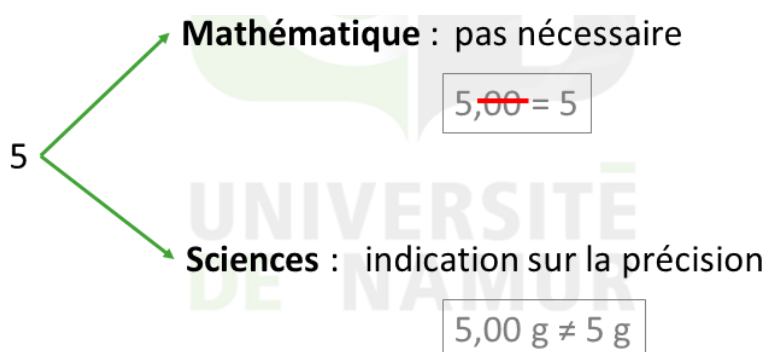 Mathématique : pas nécessaire
5,00 = 5
5
UNIVERSITÉ
Sciences : indication sur la précision
DE NAMUR
5,00 g ≠ 5 g